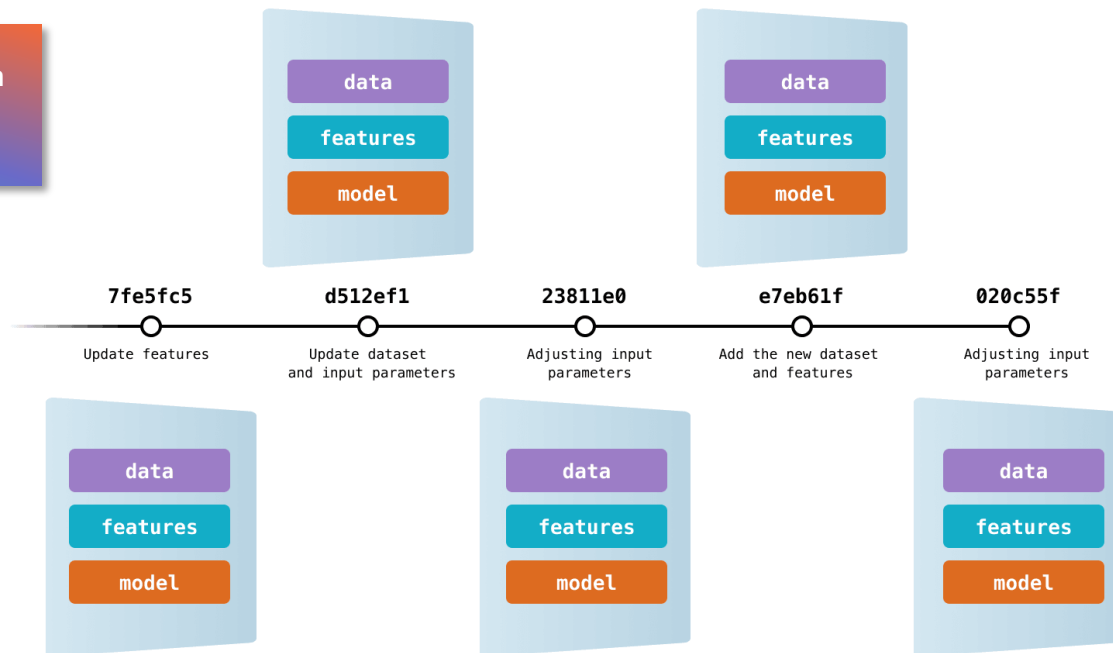 data
features
model
data
features
model
7fe5fc5
d512ef1
23811e0
e7eb61f
020c55f
Update features
Update dataset
and input parameters
Adjusting input
parameters
Add the new dataset
and features
Adjusting input
parameters
data
features
model
data
features
model
data
features
model